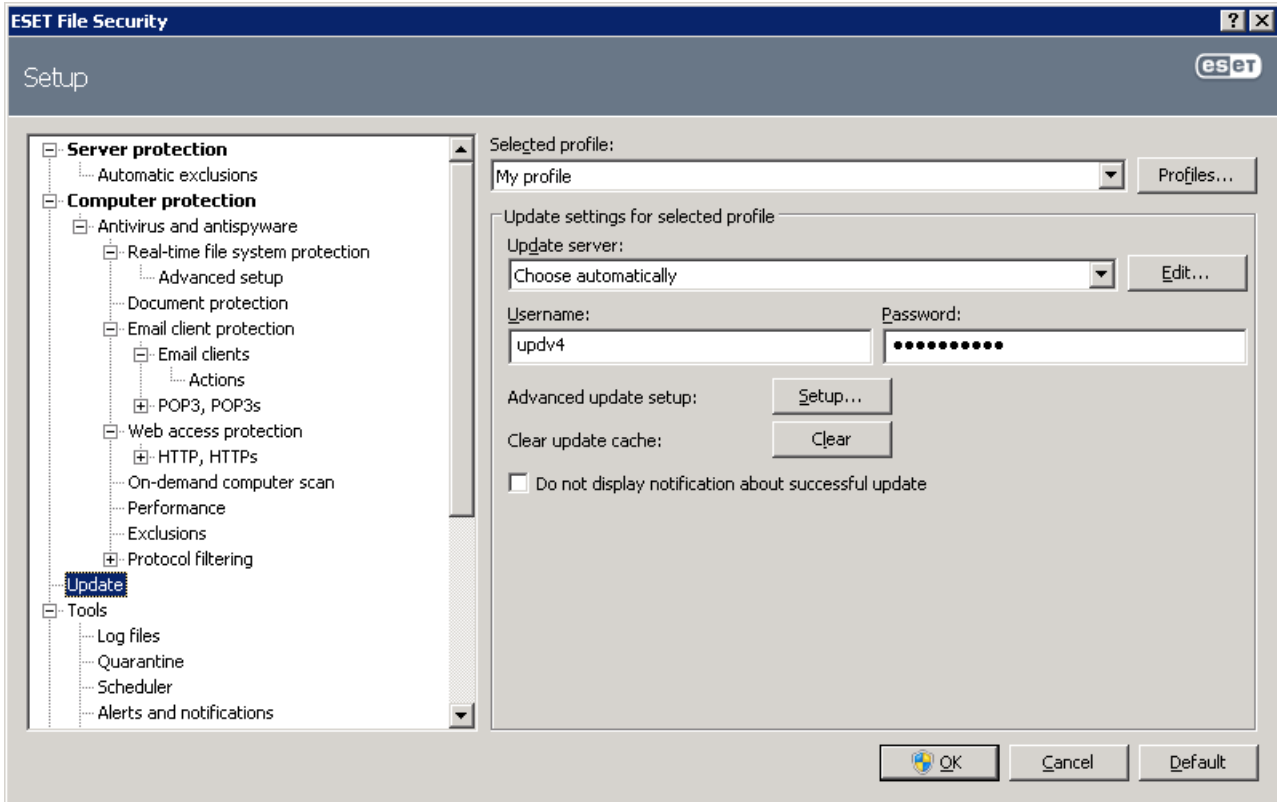 ESET File Security
Setup
eset
Server protection
Automatic exclusions
Computer protection
Antivirus and antispyware
Real-time file system protection
Advanced setup
Document protection
Email client protection
Email clients
Actions
POP3, POP3s
Web access protection
HTTP, HTTPs
On-demand computer scan
Performance
Exclusions
Protocol filtering
Update
Tools
Log files
Quarantine
Scheduler
Alerts and notifications
Selected profile:
My profile
Profiles...
Update settings for selected profile
Update server:
Choose automatically
Edit...
Username:
Password:
updv4
●●●●●●●●●●
Advanced update setup:
Setup...
Clear update cache:
Clear
Do not display notification about successful update
OK
Cancel
Default